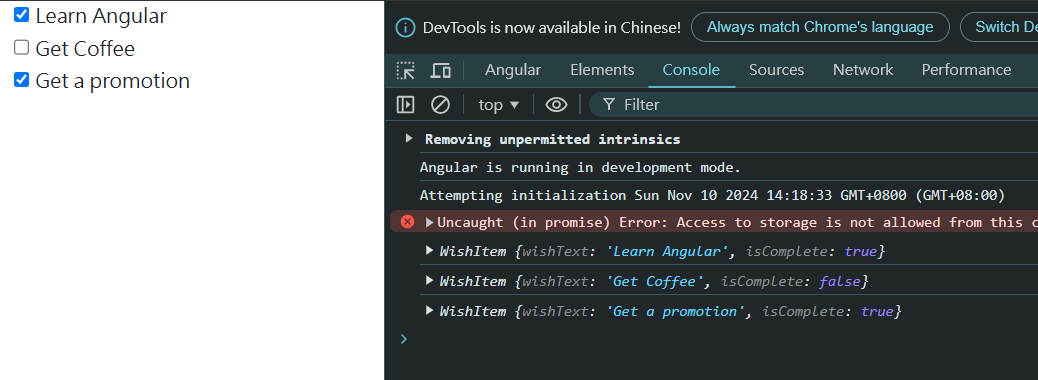 Learn Angular
Get Coffee
Get a promotion
DevTools is now available in Chinese! Always match Chrome's language Switch
Angular Elements Console Sources Network Performance
top Filter
Removing unpermitted intrinsics
Angular is running in development mode.
Attempting initialization Sun Nov 10 2024 14:18:33 GMT+0800 (GMT+08:00)
Uncaught (in promise) Error: Access to storage is not allowed from this
WishItem {wishText: 'Learn Angular', isComplete: true}
WishItem {wishText: 'Get Coffee', isComplete: false}
WishItem {wishText: 'Get a promotion', isComplete: true}